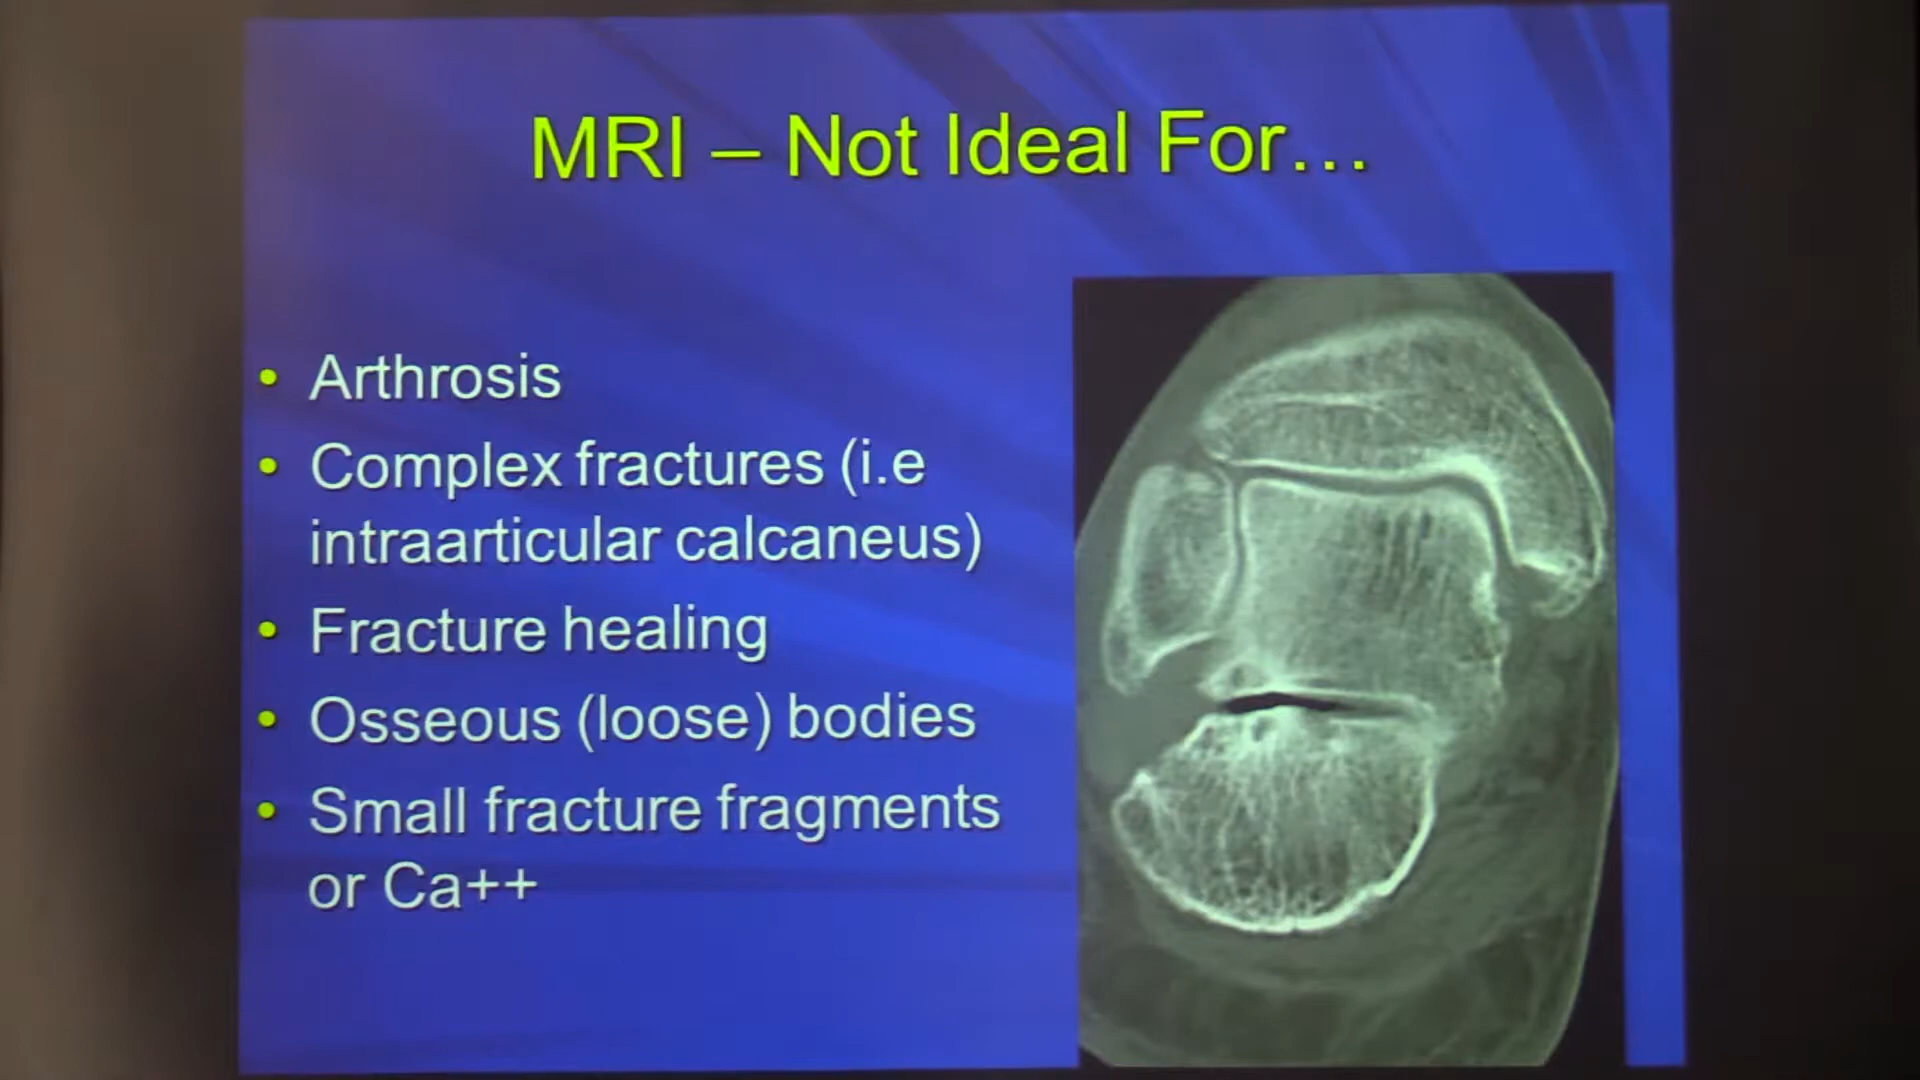 MRI – Not Ideal For…
• Arthrosis
• Complex fractures (i.e
intraarticular calcaneus)
• Fracture healing
• Osseous (loose) bodies
• Small fracture fragments
or Ca++